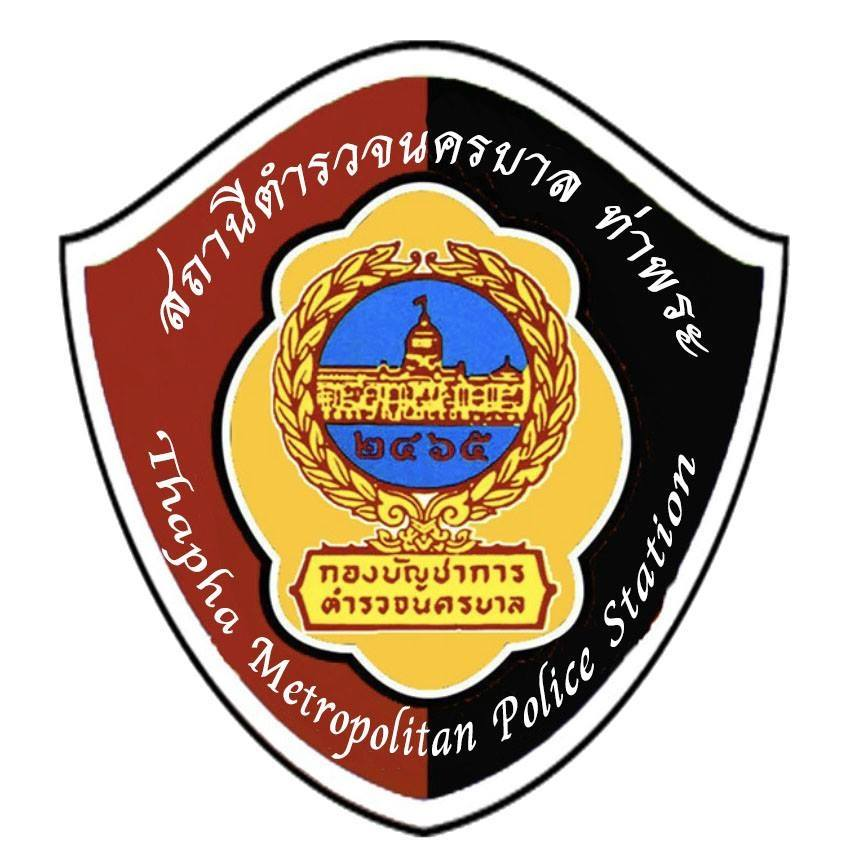 สถานีตำรวจนครบาล ท่าพระ
๒๔๖๕
กองบัญชาการ
ตำรวจนครบาล
Thapha Metropolitan Police Station